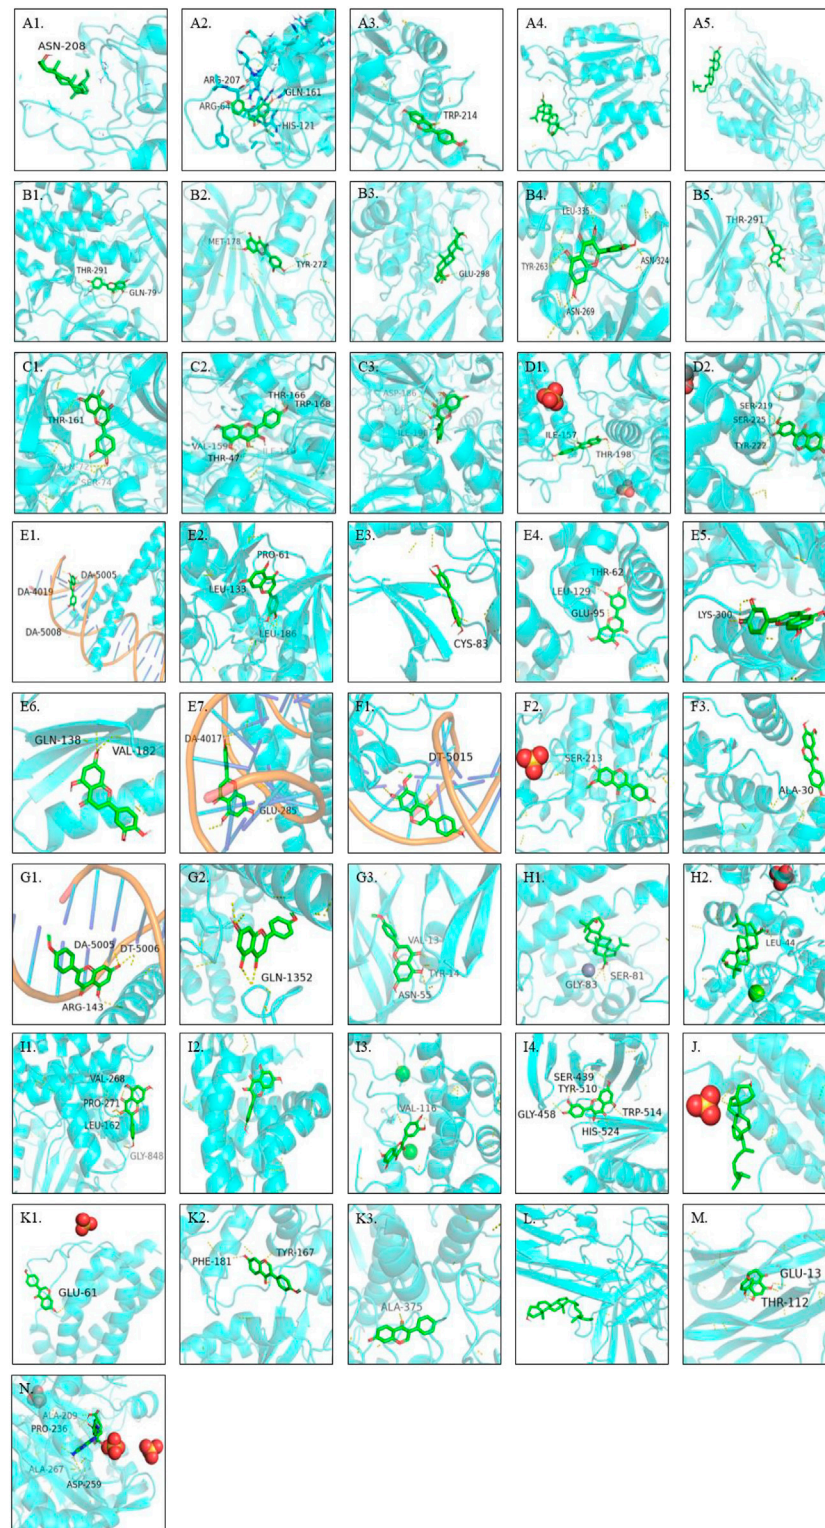 A1.
ASN-208
A2.
ARG-207
GLN-161
ARG-64
HIS-121
A3.
TRP-214
A4.
A5.
B1.
THR-291
GLN-79
B2.
MET-178
TYR-272
B3.
GLU-298
B4.
LEU-335
TYR-263
ASN-324
ASN-269
B5.
THR-291
C1.
THR-161
SER-74
C2.
THR-166
TRP-168
VAL-159
THR-47
C3.
ASP-186
D1.
ILE-157
THR-198
D2.
SER-219
SER-225
TYR-222
E1.
DA-5005
DA-4019
DA-5008
E2.
PRO-61
LEU-133
LEU-186
E3.
CYS-83
E4.
THR-62
LEU-129
GLU-95
E5.
LYS-300
E6.
GLN-138
VAL-182
E7.
DA-4017
GLU-285
F1.
DT-5015
F2.
SER-213
F3.
ALA-30
G1.
DA-5005
DT-5006
ARG-143
G2.
GLN-1352
G3.
VAL-13
TYR-14
ASN-55
H1.
GLY-83
SER-81
H2.
LEU-44
I1.
VAL-268
PRO-271
LEU-162
GLY-848
I2.
I3.
VAL-116
I4.
SER-439
TYR-510
GLY-458
TRP-514
HIS-524
J.
K1.
GLU-61
K2.
TYR-167
PHE-181
K3.
ALA-375
L.
M.
GLU-13
THR-112
N.
ALA-209
PRO-236
ALA-267
ASP-259